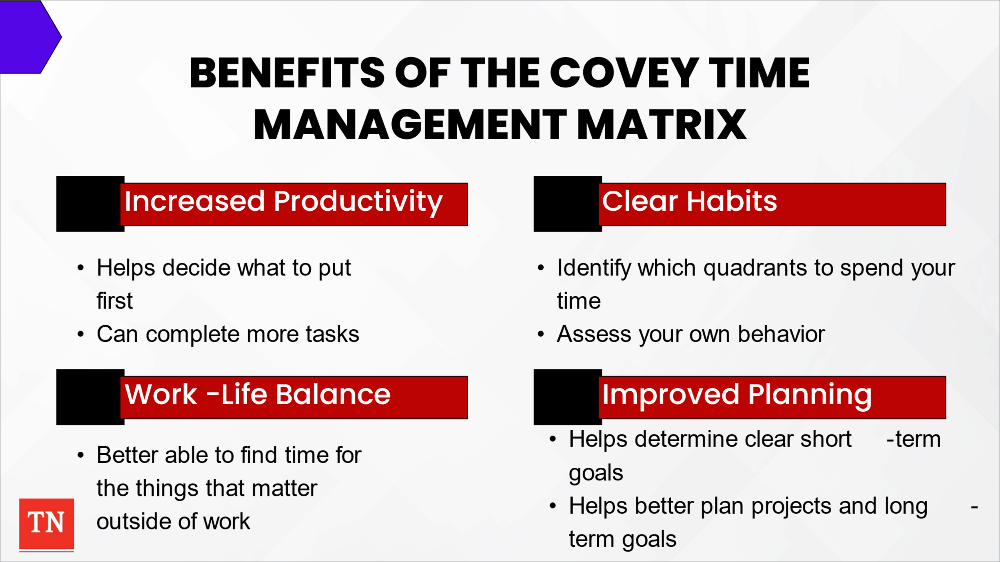 BENEFITS OF THE COVEY TIME
MANAGEMENT MATRIX
Increased Productivity
• Helps decide what to put
first
• Can complete more tasks
Clear Habits
• Identify which quadrants to spend your
time
• Assess your own behavior
Work -Life Balance
• Better able to find time for
the things that matter
outside of work
Improved Planning
• Helps determine clear short -term
goals
• Helps better plan projects and long -
term goals
TN